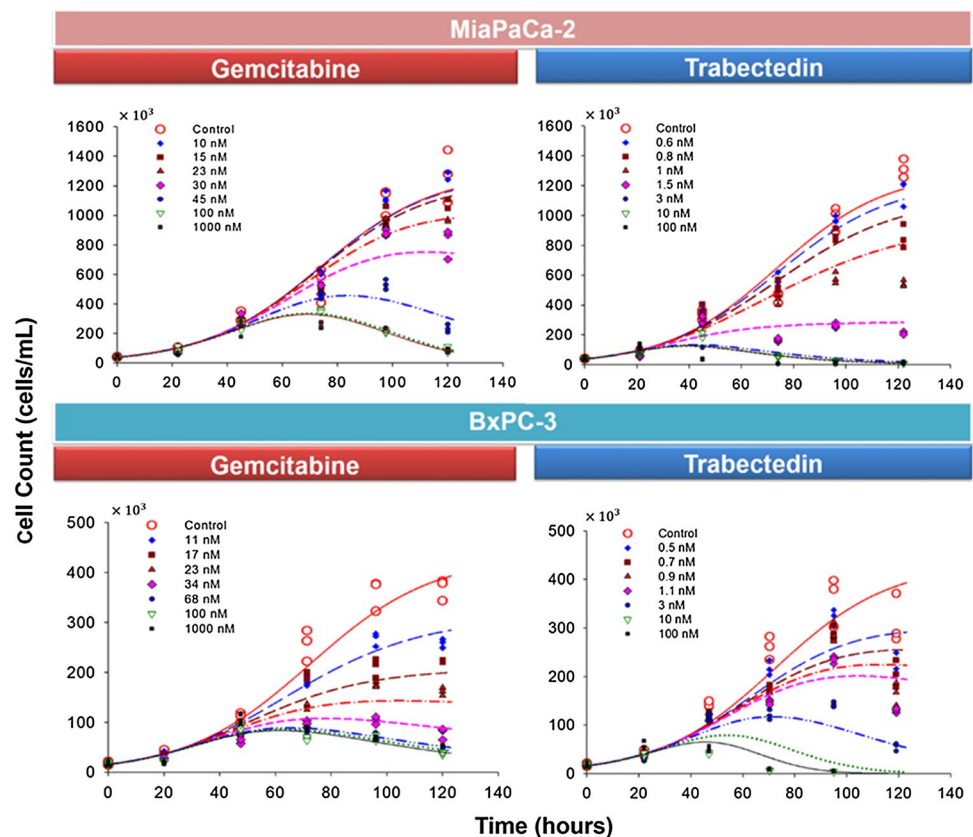 MiaPaCa-2
Gemcitabine
Trabectedin
× 10³
1600
1400
1200
1000
800
600
400
200
0
0 20 40 60 80 100 120 140
Control
10 nM
15 nM
23 nM
30 nM
45 nM
100 nM
1000 nM
× 10³
1600
1400
1200
1000
800
600
400
200
0
0 20 40 60 80 100 120 140
Control
0.6 nM
0.8 nM
1 nM
1.5 nM
3 nM
10 nM
100 nM
Cell Count (cells/mL)
BxPC-3
Gemcitabine
Trabectedin
× 10³
500
400
300
200
100
0
0 20 40 60 80 100 120 140
Control
11 nM
17 nM
23 nM
34 nM
68 nM
100 nM
1000 nM
× 10³
500
400
300
200
100
0
0 20 40 60 80 100 120 140
Control
0.5 nM
0.7 nM
0.9 nM
1.1 nM
3 nM
10 nM
100 nM
Time (hours)